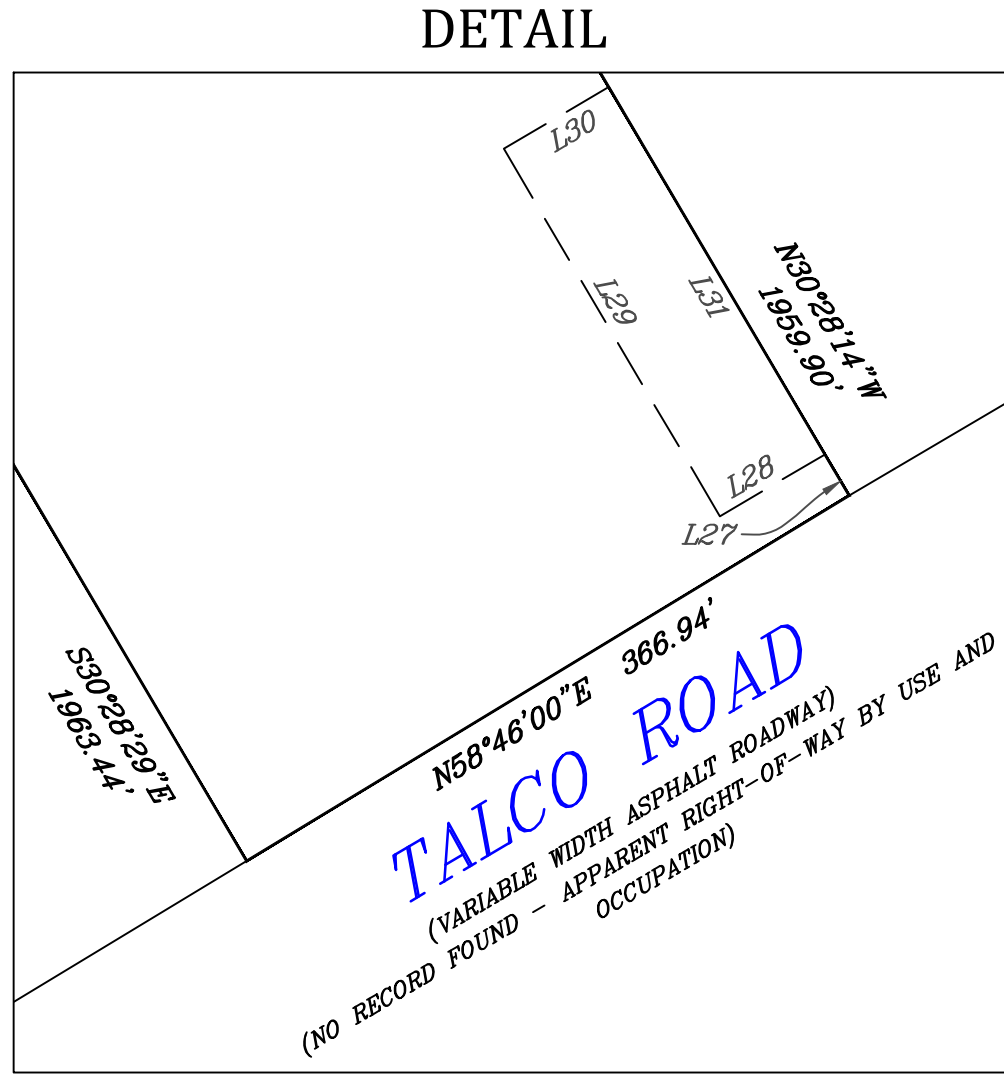 DETAIL
L30
L29
L31
N30°28'14"W
1959.90'
L28
L27
S30°28'29"E
1963.44'
N58°46'00"E 366.94'
TALCO ROAD
(VARIABLE WIDTH ASPHALT ROADWAY)
(NO RECORD FOUND - APPARENT RIGHT-OF-WAY BY USE AND
OCCUPATION)